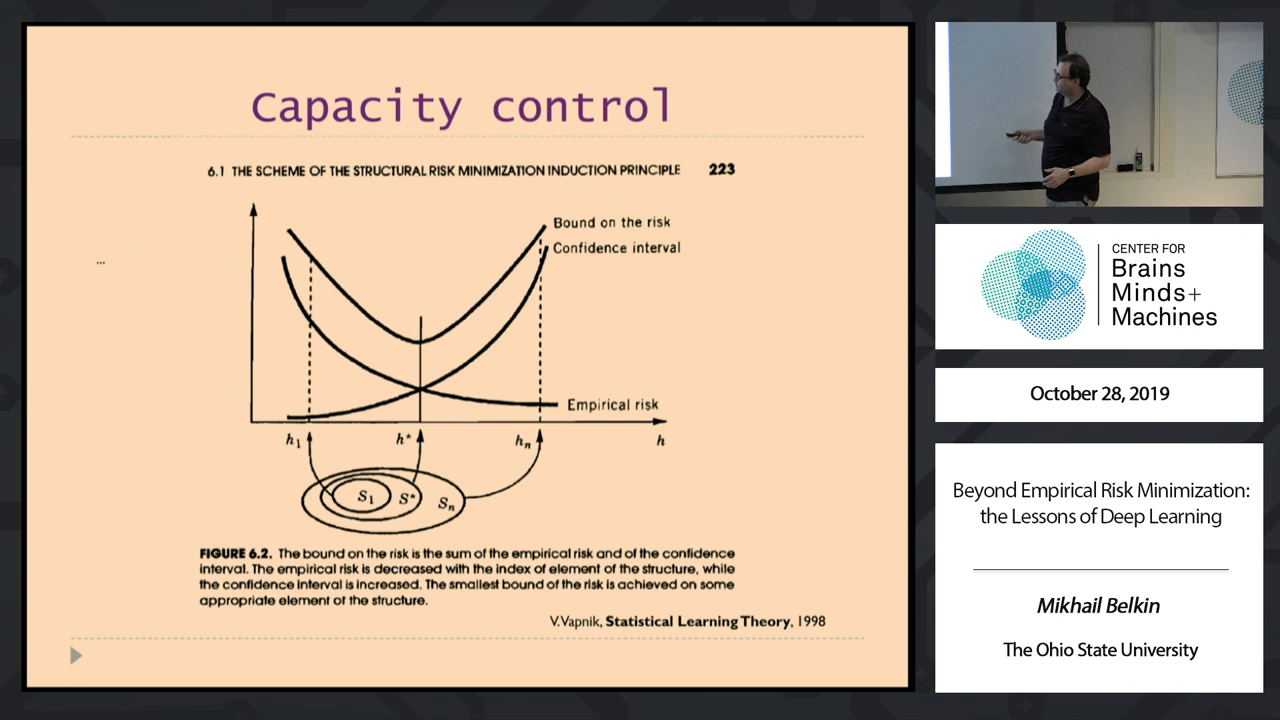 Capacity control
6.1 THE SCHEME OF THE STRUCTURAL RISK MINIMIZATION INDUCTION PRINCIPLE 223
Bound on the risk
Confidence interval
...
Empirical risk
h₁ h* hₙ h
S₁ S* Sₙ
FIGURE 6.2. The bound on the risk is the sum of the empirical risk and of the confidence
interval. The empirical risk is decreased with the index of element of the structure, while
the confidence interval is increased. The smallest bound of the risk is achieved on some
appropriate element of the structure.
V. Vapnik, Statistical Learning Theory, 1998
CENTER FOR
Brains
Minds+
Machines
October 28, 2019
Beyond Empirical Risk Minimization:
the Lessons of Deep Learning
Mikhail Belkin
The Ohio State University